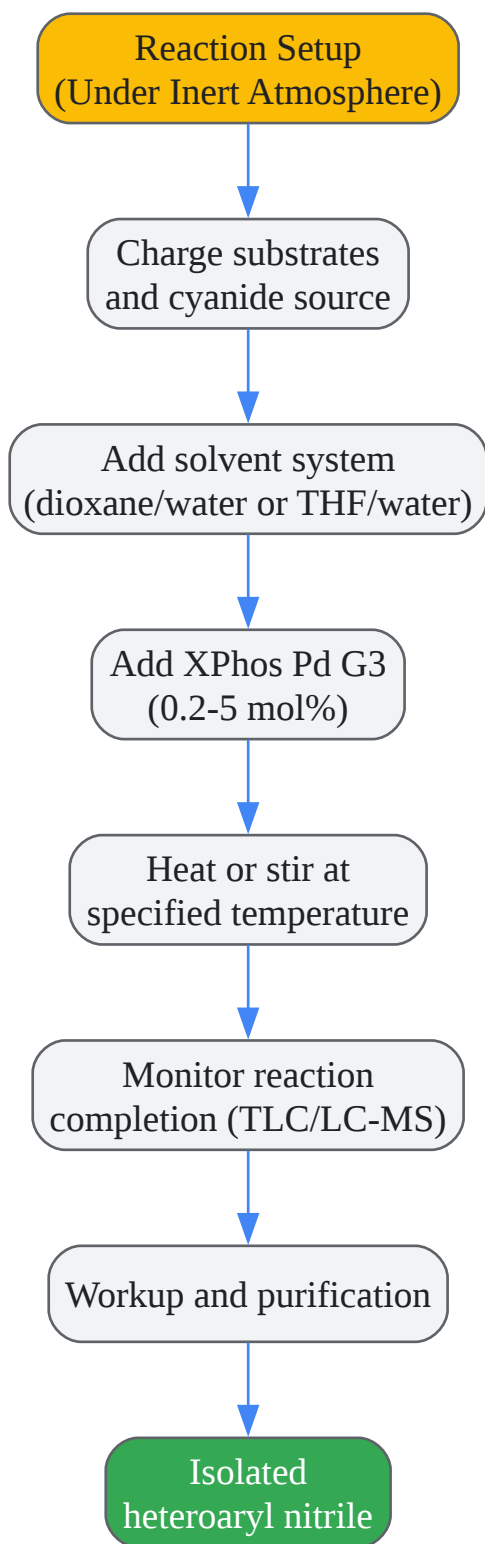 Reaction Setup
(Under Inert Atmosphere)
Charge substrates
and cyanide source
Add solvent system
(dioxane/water or THF/water)
Add XPhos Pd G3
(0.2-5 mol%)
Heat or stir at
specified temperature
Monitor reaction
completion (TLC/LC-MS)
Workup and purification
Isolated
heteroaryl nitrile